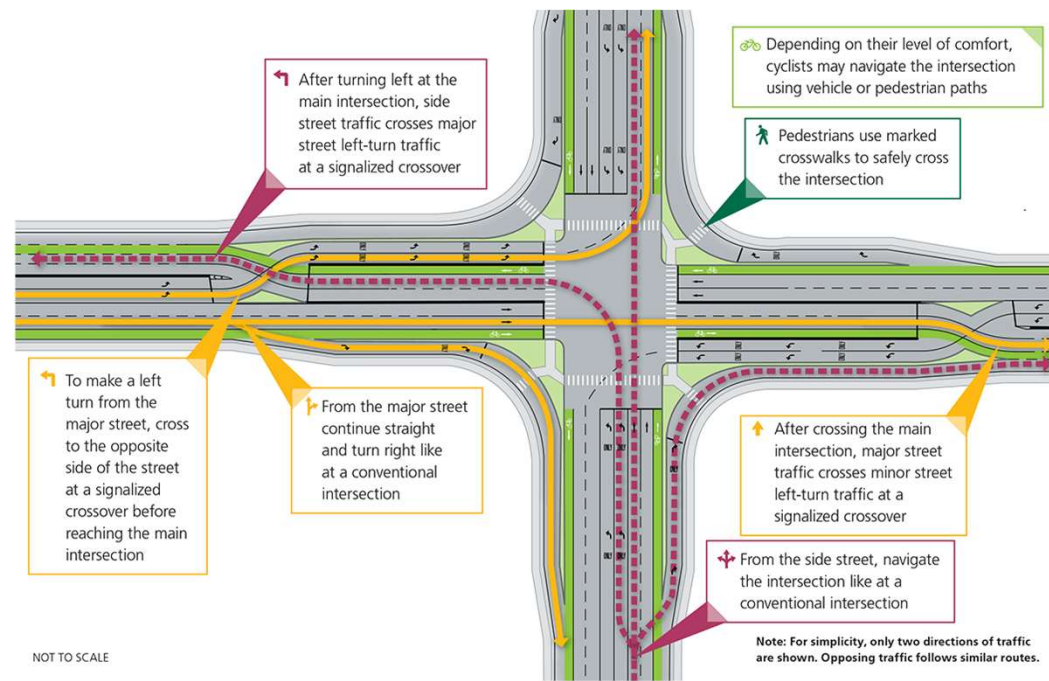 Depending on their level of comfort,
cyclists may navigate the intersection
using vehicle or pedestrian paths
After turning left at the
main intersection, side
street traffic crosses major
street left-turn traffic
at a signalized crossover
Pedestrians use marked
crosswalks to safely cross
the intersection
To make a left
turn from the
major street, cross
to the opposite
side of the street
at a signalized
crossover before
reaching the main
intersection
From the major street
continue straight
and turn right like
at a conventional
intersection
After crossing the main
intersection, major street
traffic crosses minor street
left-turn traffic at a
signalized crossover
From the side street, navigate
the intersection like at a
conventional intersection
NOT TO SCALE
Note: For simplicity, only two directions of traffic
are shown. Opposing traffic follows similar routes.
ONLY
ONLY
ONLY
ONLY